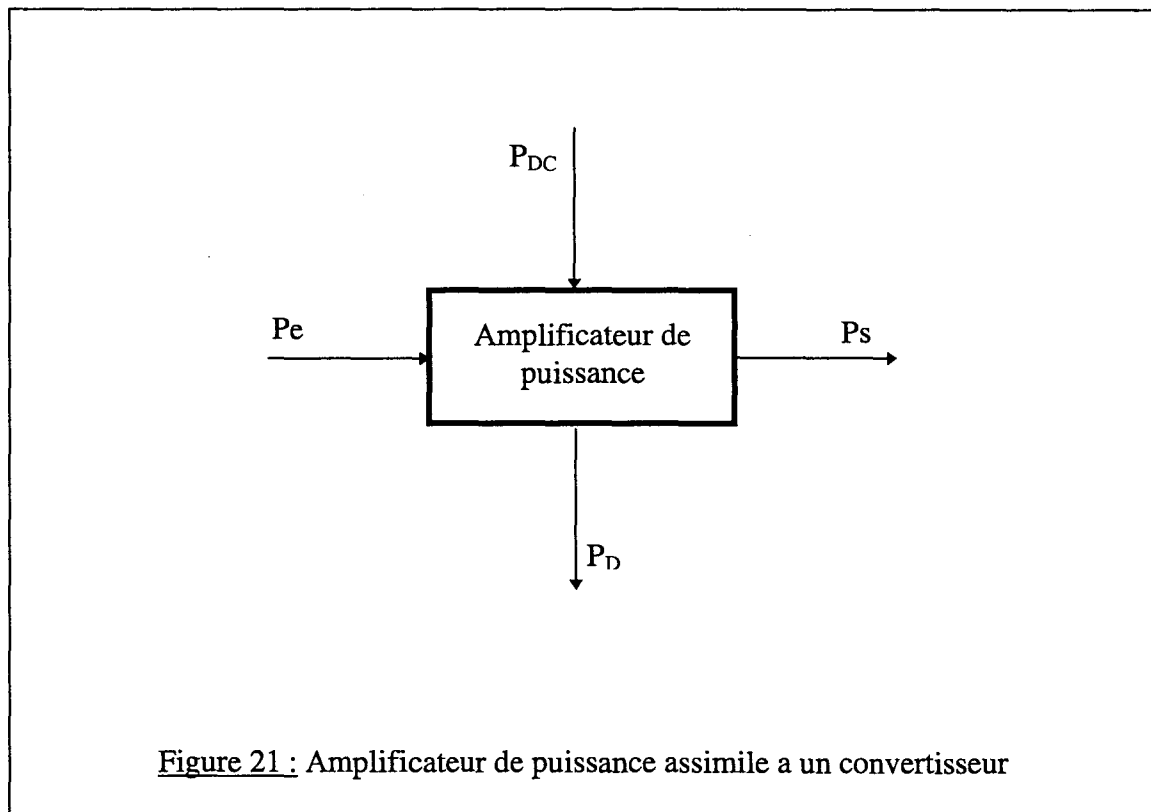 P_DC
Pe
Amplificateur de
puissance
Ps
P_D
Figure 21 : Amplificateur de puissance assimile a un convertisseur